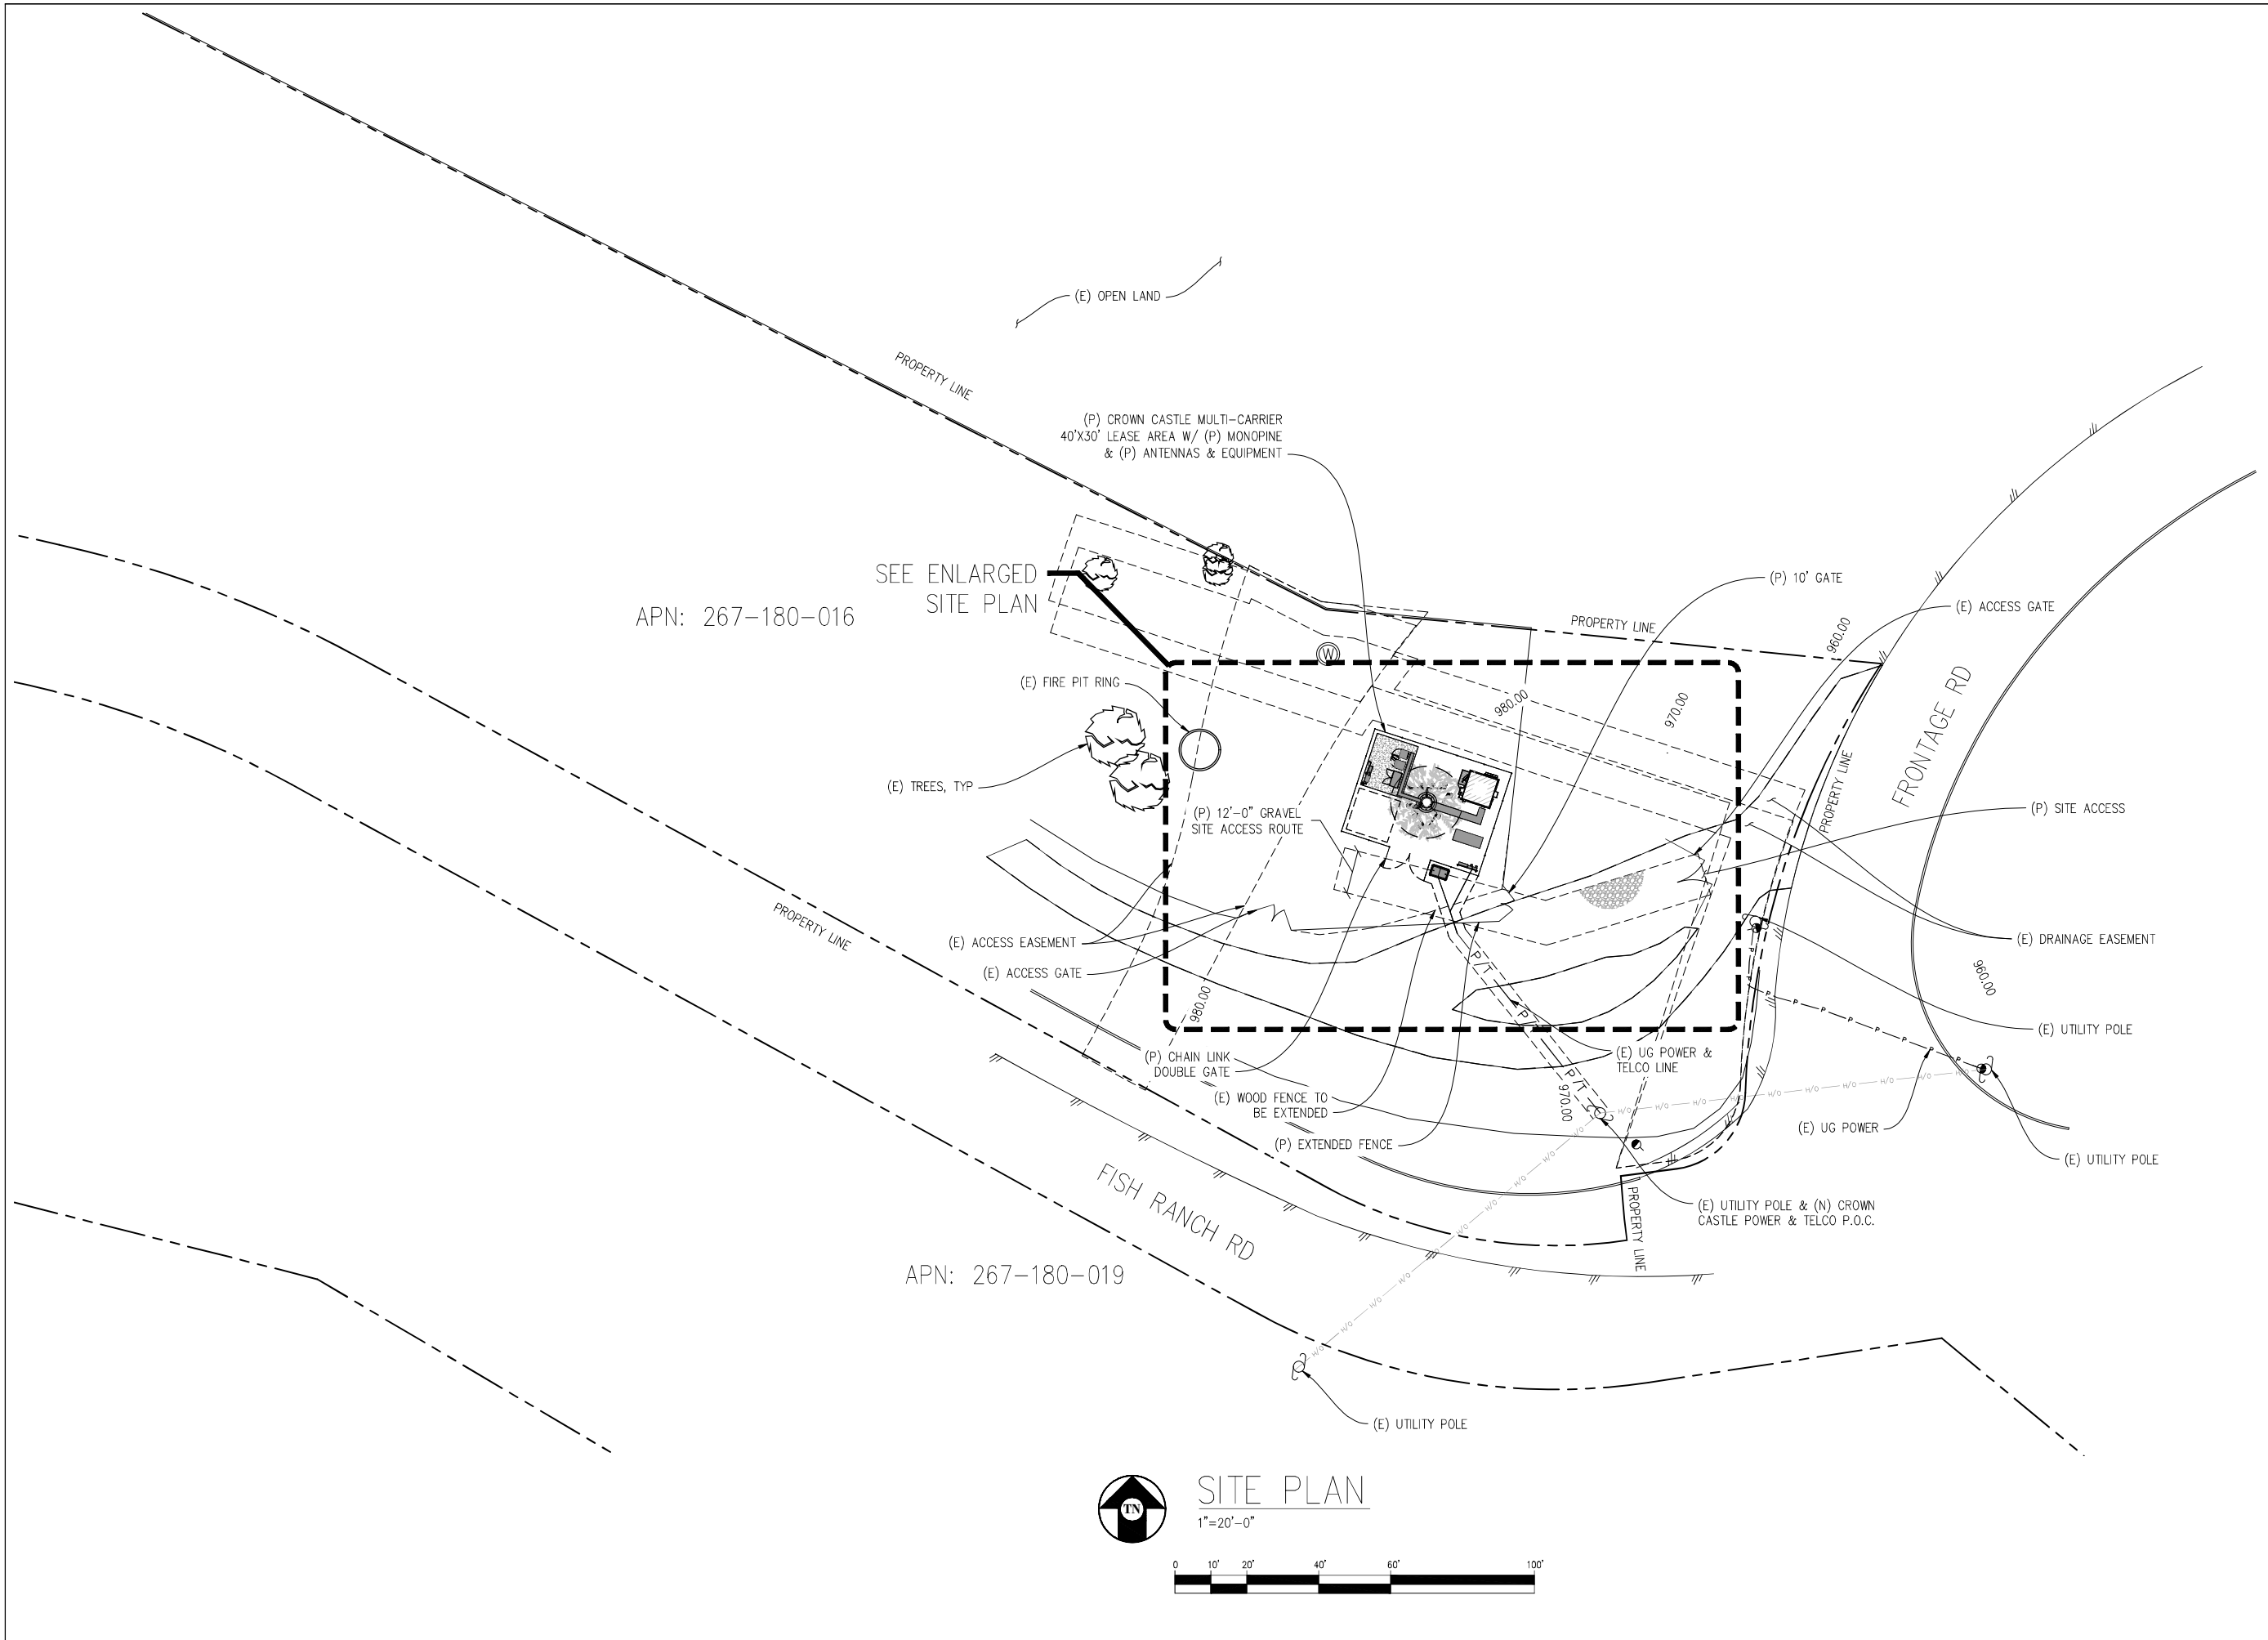 (E) OPEN LAND
PROPERTY LINE
(P) CROWN CASTLE MULTI-CARRIER
40'X30' LEASE AREA W/ (P) MONOPINE
& (P) ANTENNAS & EQUIPMENT
SEE ENLARGED
SITE PLAN
APN: 267-180-016
(P) 10' GATE
(E) ACCESS GATE
PROPERTY LINE
960.00
W
(E) FIRE PIT RING
980.00
970.00
FRONTAGE RD
PROPERTY LINE
(E) TREES, TYP
(P) 12'-0" GRAVEL
SITE ACCESS ROUTE
(P) SITE ACCESS
PROPERTY LINE
(E) ACCESS EASEMENT
(E) ACCESS GATE
(E) DRAINAGE EASEMENT
960.00
980.00
P/T
P/T
P/T
P
P
P
P
P
P
P
P
(E) UTILITY POLE
(P) CHAIN LINK
DOUBLE GATE
(E) UG POWER &
TELCO LINE
970.00
(E) WOOD FENCE TO
BE EXTENDED
(P) EXTENDED FENCE
H/O
H/O
H/O
H/O
H/O
H/O
H/O
H/O
H/O
(E) UG POWER
(E) UTILITY POLE
FISH RANCH RD
H/O
H/O
H/O
H/O
H/O
H/O
H/O
PROPERTY LINE
(E) UTILITY POLE & (N) CROWN
CASTLE POWER & TELCO P.O.C.
APN: 267-180-019
(E) UTILITY POLE
TN
SITE PLAN
1"=20'-0"
0 10' 20' 40' 60' 100'